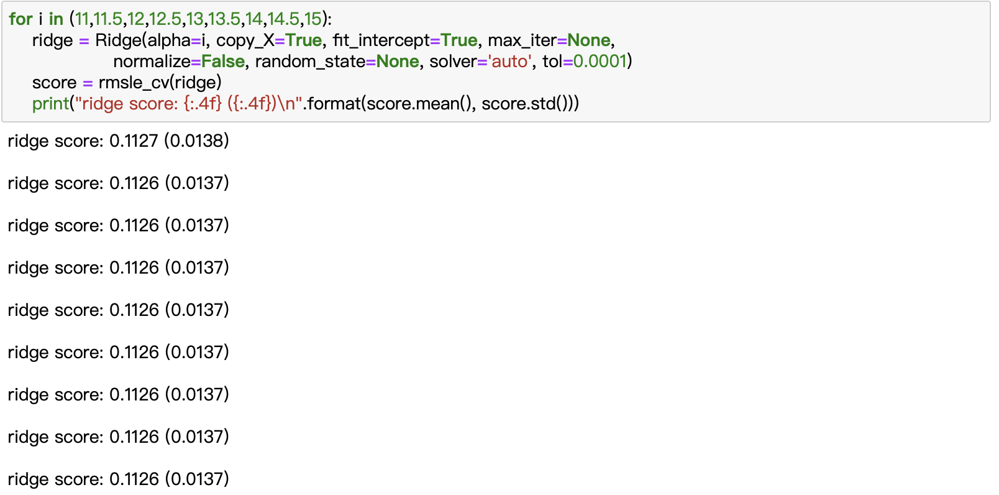 for i in (11,11.5,12,12.5,13,13.5,14,14.5,15):
ridge = Ridge(alpha=i, copy_X=True, fit_intercept=True, max_iter=None,
normalize=False, random_state=None, solver='auto', tol=0.0001)
score = rmsle_cv(ridge)
print("ridge score: {:.4f} ({:.4f})\n".format(score.mean(), score.std()))
ridge score: 0.1127 (0.0138)
ridge score: 0.1126 (0.0137)
ridge score: 0.1126 (0.0137)
ridge score: 0.1126 (0.0137)
ridge score: 0.1126 (0.0137)
ridge score: 0.1126 (0.0137)
ridge score: 0.1126 (0.0137)
ridge score: 0.1126 (0.0137)
ridge score: 0.1126 (0.0137)